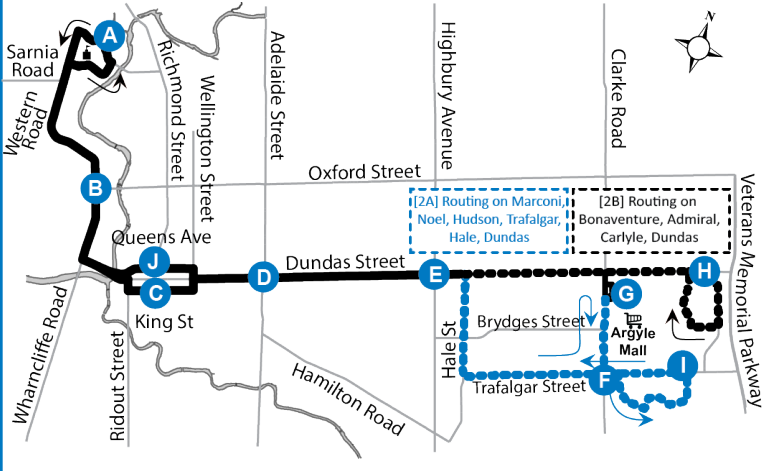 A
N
Sarnia
Road
Richmond Street
Wellington Street
Adelaide Street
Highbury Avenue
Clarke Road
Western
Road
B
Oxford Street
[2A] Routing on Marconi,
Noel, Hudson, Trafalgar,
Hale, Dundas
[2B] Routing on
Bonaventure, Admiral,
Carlyle, Dundas
Veterans Memorial Parkway
Queens Ave
J
Dundas Street
C
D
E
H
G
King St
Wharncliffe Road
Ridout Street
Hale St
Brydges Street
Argyle
Mall
I
F
Trafalgar Street
Hamilton Road